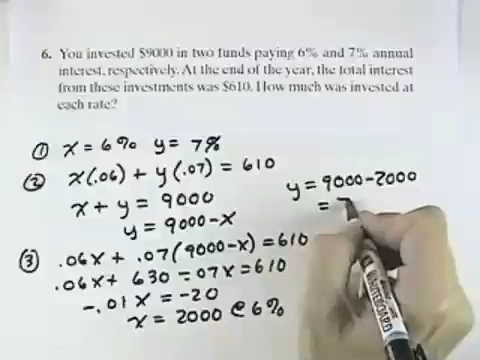 6. You invested $9000 in two funds paying 6% and 7% annual
interest, respectively. At the end of the year, the total interest
from these investments was $610. How much was invested at
each rate?
① x = 6% y = 7%
② x(.06) + y(.07) = 610
x + y = 9000
y = 9000 - x
③ .06x + .07(9000-x) = 610
.06x + 630 - .07x = 610
-.01x = -20
x = 2000 @ 6%
y = 9000 - 2000
=
WHITEBOARD